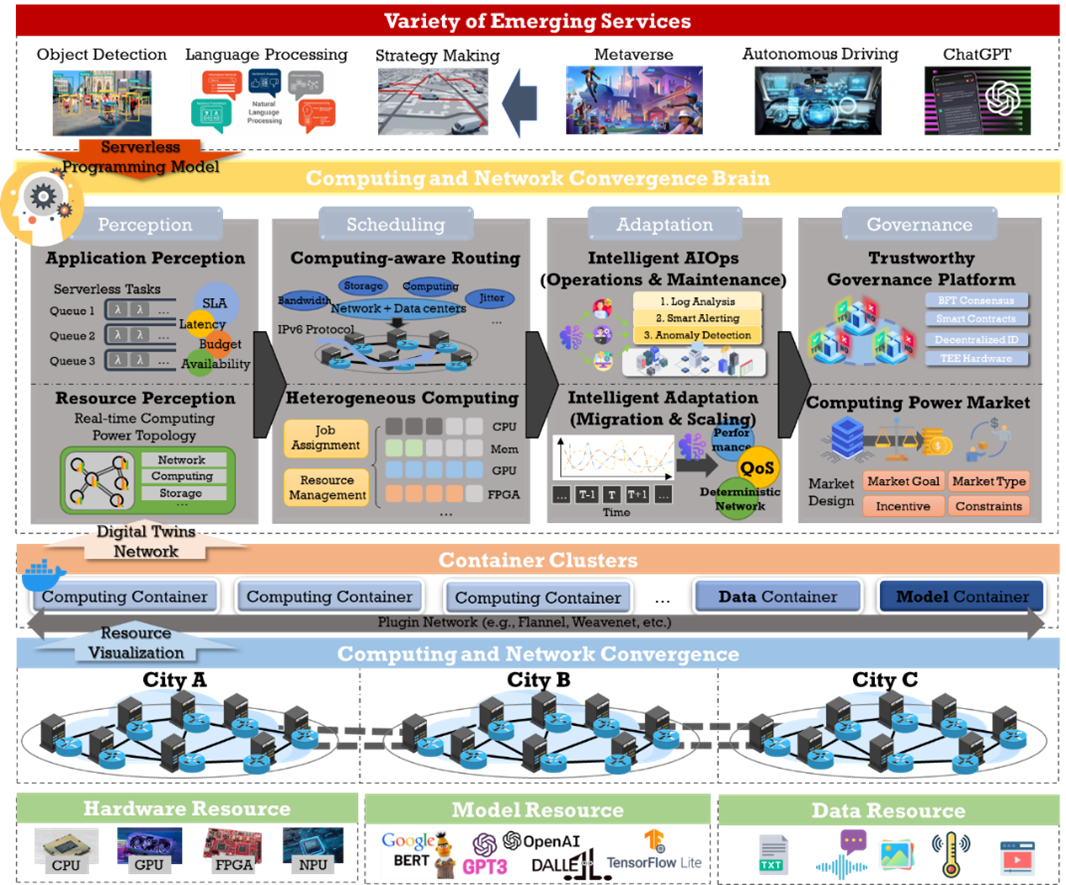 Variety of Emerging Services
Object Detection
Language Processing
Strategy Making
Metaverse
Autonomous Driving
ChatGPT
Natural
Language
Processing
Serverless
Programming Model
Computing and Network Convergence Brain
Perception
Scheduling
Adaptation
Governance
Application Perception
Serverless Tasks
Queue 1
λ λ ...
Queue 2
λ λ ...
Queue 3
λ λ ...
SLA
Latency
Budget
Availability
Resource Perception
Real-time Computing
Power Topology
Network
Computing
Storage
...
Computing-aware Routing
Storage
Computing
Bandwidth
Jitter
Network + Data centers
...
IPv6 Protocol
Heterogeneous Computing
Job
Assignment
Resource
Management
CPU
Mem
GPU
FPGA
...
Intelligent AIOps
(Operations & Maintenance)
1. Log Analysis
2. Smart Alerting
3. Anomaly Detection
Intelligent Adaptation
(Migration & Scaling)
Perfor
mance
QoS
Deterministic
Network
... T-1 T T+1 ...
Time
Trustworthy
Governance Platform
BFT Consensus
Smart Contracts
Decentralized ID
TEE Hardware
Computing Power Market
Market
Design
Market Goal
Market Type
Incentive
Constraints
Digital Twins
Network
Container Clusters
Computing Container
Computing Container
Computing Container
...
Data Container
Model Container
Plugin Network (e.g., Flannel, Weavenet, etc.)
Resource
Visualization
Computing and Network Convergence
City A
City B
City C
Hardware Resource
CPU
GPU
FPGA
NPU
Model Resource
Google
BERT
GPT3
OpenAI
DALLE
TensorFlow Lite
Data Resource
TXT